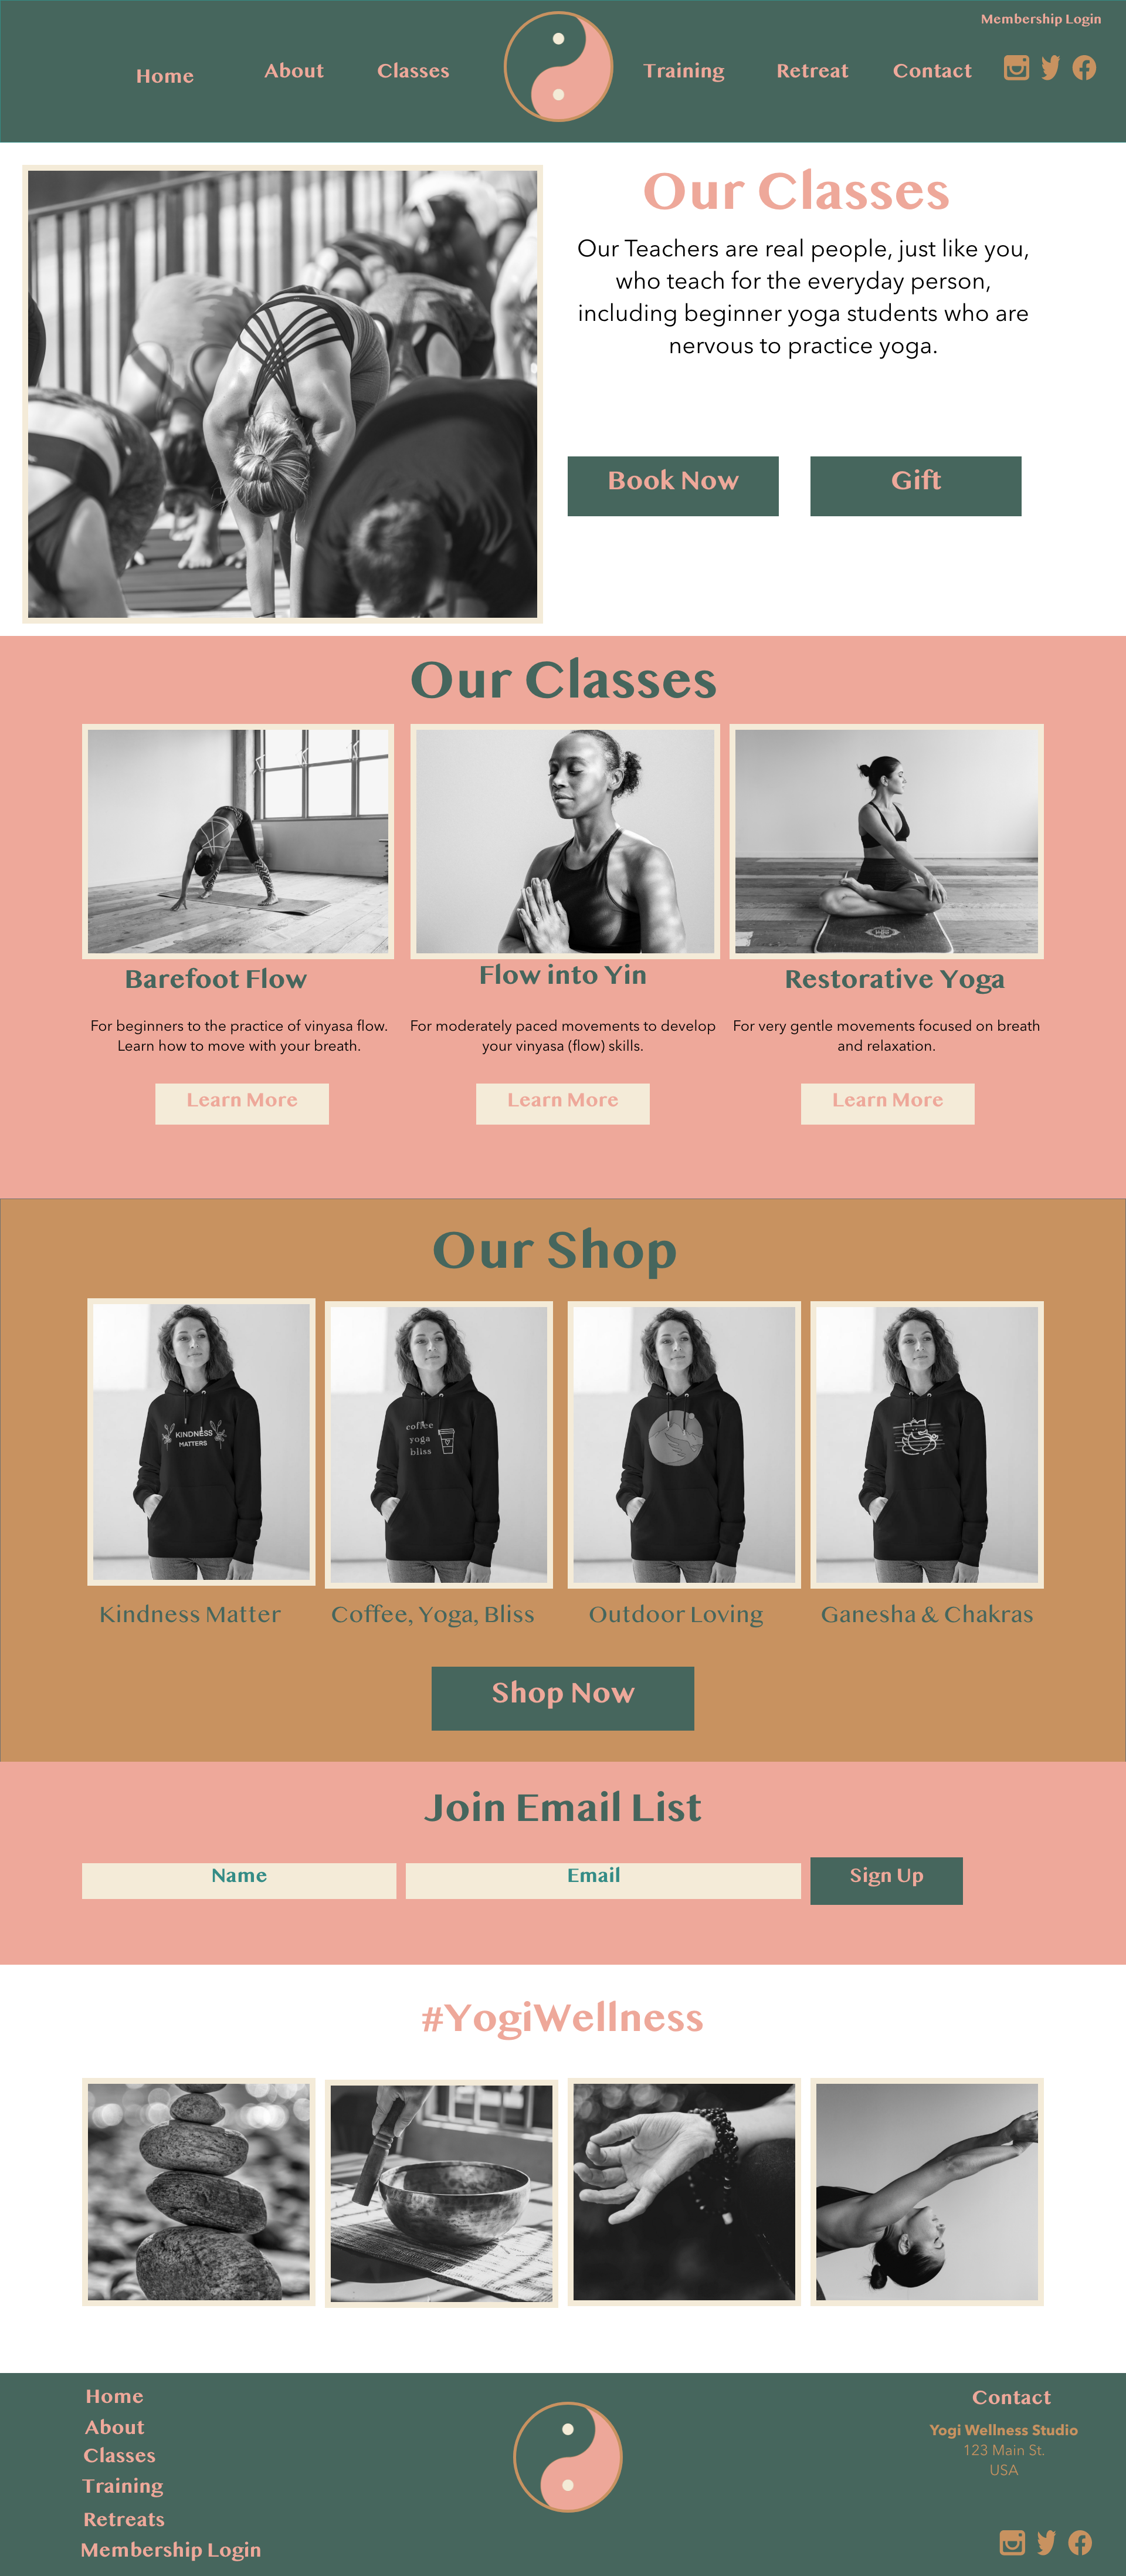 Membership Login
Home
About
Classes
Training
Retreat
Contact
Our Classes
Our Teachers are real people, just like you,
who teach for the everyday person,
including beginner yoga students who are
nervous to practice yoga.
Book Now
Gift
Our Classes
Barefoot Flow
For beginners to the practice of vinyasa flow.
Learn how to move with your breath.
Learn More
Flow into Yin
For moderately paced movements to develop
your vinyasa (flow) skills.
Learn More
Restorative Yoga
For very gentle movements focused on breath
and relaxation.
Learn More
Our Shop
KINDNESS
MATTERS
Kindness Matter
coffee
yoga
bliss
Coffee, Yoga, Bliss
Outdoor Loving
Ganesha & Chakras
Shop Now
Join Email List
Name
Email
Sign Up
#YogiWellness
Home
About
Classes
Training
Retreats
Membership Login
Contact
Yogi Wellness Studio
123 Main St.
USA